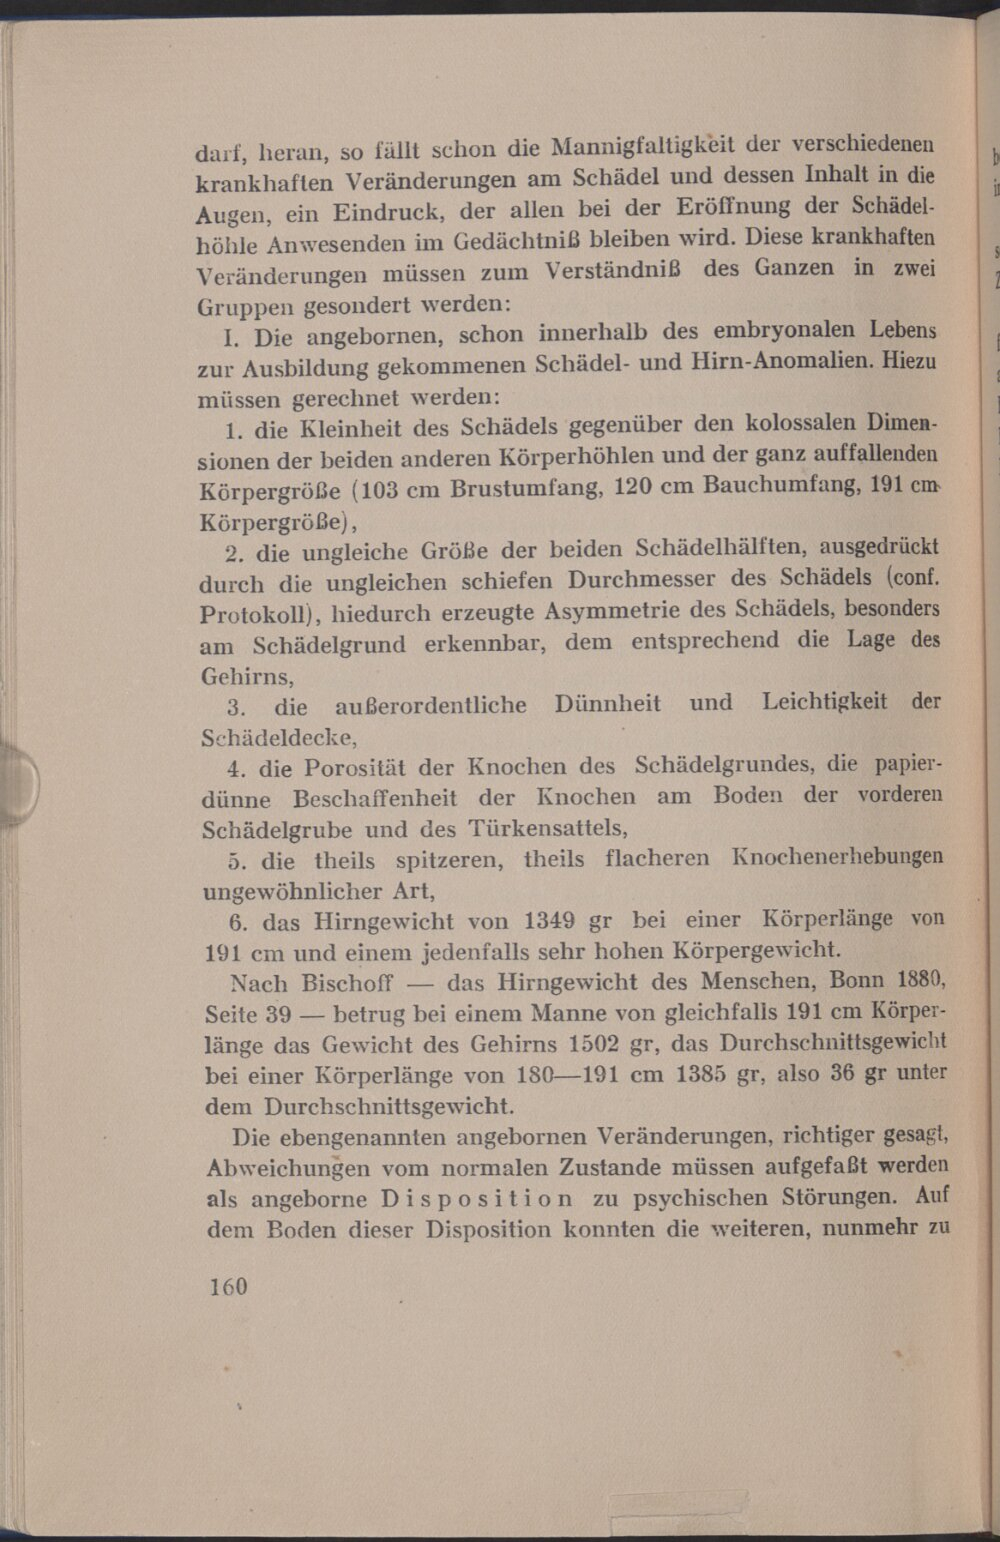 darf, heran, so fällt schon die Mannigfaltigkeit der verschiedenen
krankhaften Veränderungen am Schädel und dessen Inhalt in die
Augen, ein Eindruck, der allen bei der Eröffnung der Schädel-
höhle Anwesenden im Gedächtniß bleiben wird. Diese krankhaften
Veränderungen müssen zum Verständniß des Ganzen in zwei
Gruppen gesondert werden:
I. Die angebornen, schon innerhalb des embryonalen Lebens
zur Ausbildung gekommenen Schädel- und Hirn-Anomalien. Hiezu
müssen gerechnet werden:
1. die Kleinheit des Schädels gegenüber den kolossalen Dimen-
sionen der beiden anderen Körperhöhlen und der ganz auffallenden
Körpergröße (103 cm Brustumfang, 120 cm Bauchumfang, 191 cm
Körpergröße),
2. die ungleiche Größe der beiden Schädelhälften, ausgedrückt
durch die ungleichen schiefen Durchmesser des Schädels (conf.
Protokoll), hiedurch erzeugte Asymmetrie des Schädels, besonders
am Schädelgrund erkennbar, dem entsprechend die Lage des
Gehirns,
3. die außerordentliche Dünnheit und Leichtigkeit der
Schädeldecke,
4. die Porosität der Knochen des Schädelgrundes, die papier-
dünne Beschaffenheit der Knochen am Boden der vorderen
Schädelgrube und des Türkensattels,
5. die theils spitzeren, theils flacheren Knochenerhebungen
ungewöhnlicher Art,
6. das Hirngewicht von 1349 gr bei einer Körperlänge von
191 cm und einem jedenfalls sehr hohen Körpergewicht.
Nach Bischoff — das Hirngewicht des Menschen, Bonn 1880,
Seite 39 — betrug bei einem Manne von gleichfalls 191 cm Körper-
länge das Gewicht des Gehirns 1502 gr, das Durchschnittsgewicht
bei einer Körperlänge von 180—191 cm 1385 gr, also 36 gr unter
dem Durchschnittsgewicht.
Die ebengenannten angebornen Veränderungen, richtiger gesagt,
Abweichungen vom normalen Zustande müssen aufgefaßt werden
als angeborne Disposition zu psychischen Störungen. Auf
dem Boden dieser Disposition konnten die weiteren, nunmehr zu
160